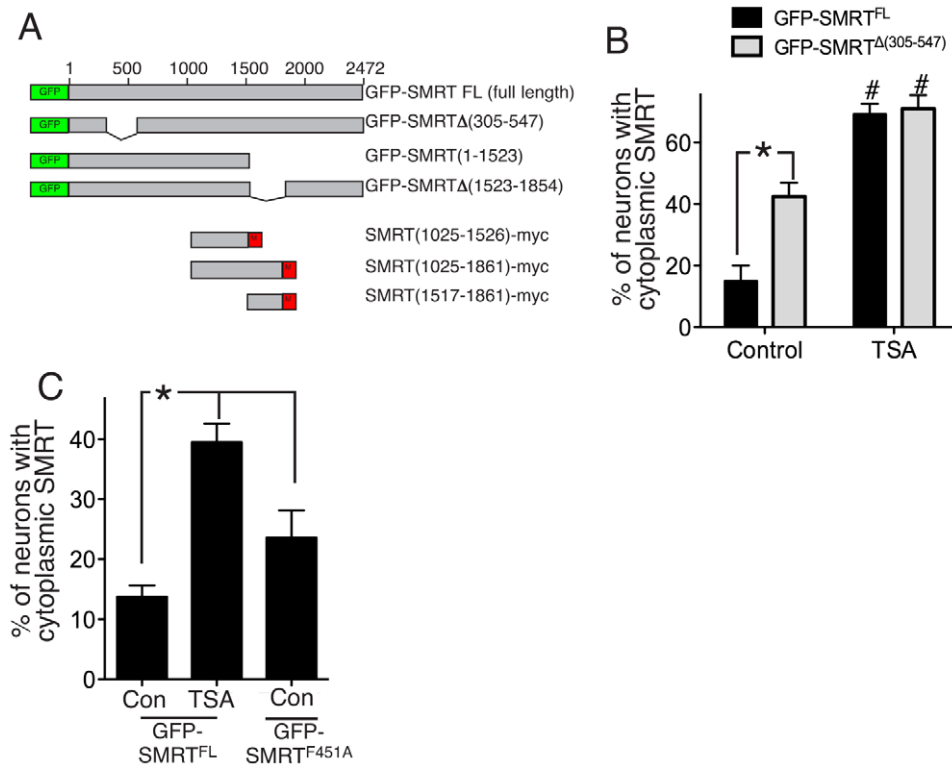 A
1 500 1000 1500 2000 2472
GFP GFP-SMRT FL (full length)
GFP GFP-SMRTΔ(305-547)
GFP GFP-SMRT(1-1523)
GFP GFP-SMRTΔ(1523-1854)
SMRT(1025-1526)-myc
SMRT(1025-1861)-myc
SMRT(1517-1861)-myc
B
GFP-SMRT^FL
GFP-SMRT^Δ(305-547)
% of neurons with
cytoplasmic SMRT
60
40
20
0
*
# #
Control TSA
C
% of neurons with
cytoplasmic SMRT
40
30
20
10
0
*
Con TSA Con
GFP-
SMRT^FL
GFP-
SMRT^F451A